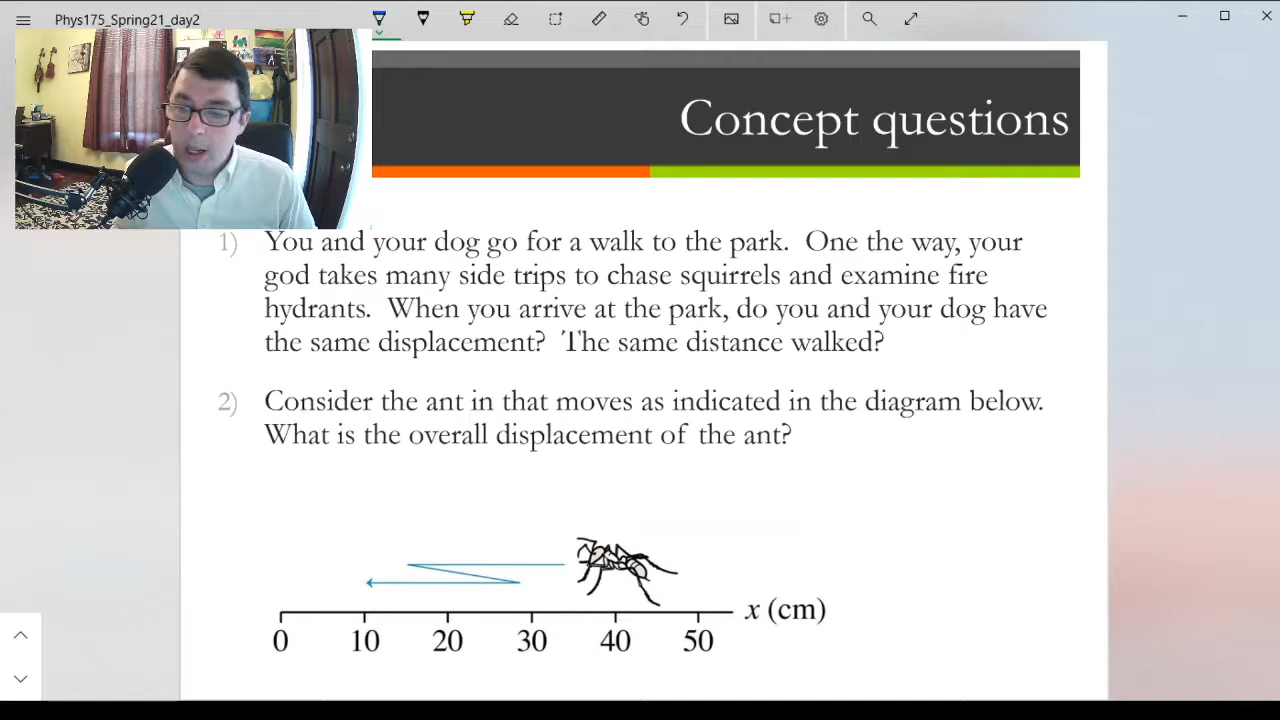 Phys175_Spring21_day2
Concept questions
1) You and your dog go for a walk to the park. One the way, your
god takes many side trips to chase squirrels and examine fire
hydrants. When you arrive at the park, do you and your dog have
the same displacement? The same distance walked?
2) Consider the ant in that moves as indicated in the diagram below.
What is the overall displacement of the ant?
x (cm)
0 10 20 30 40 50